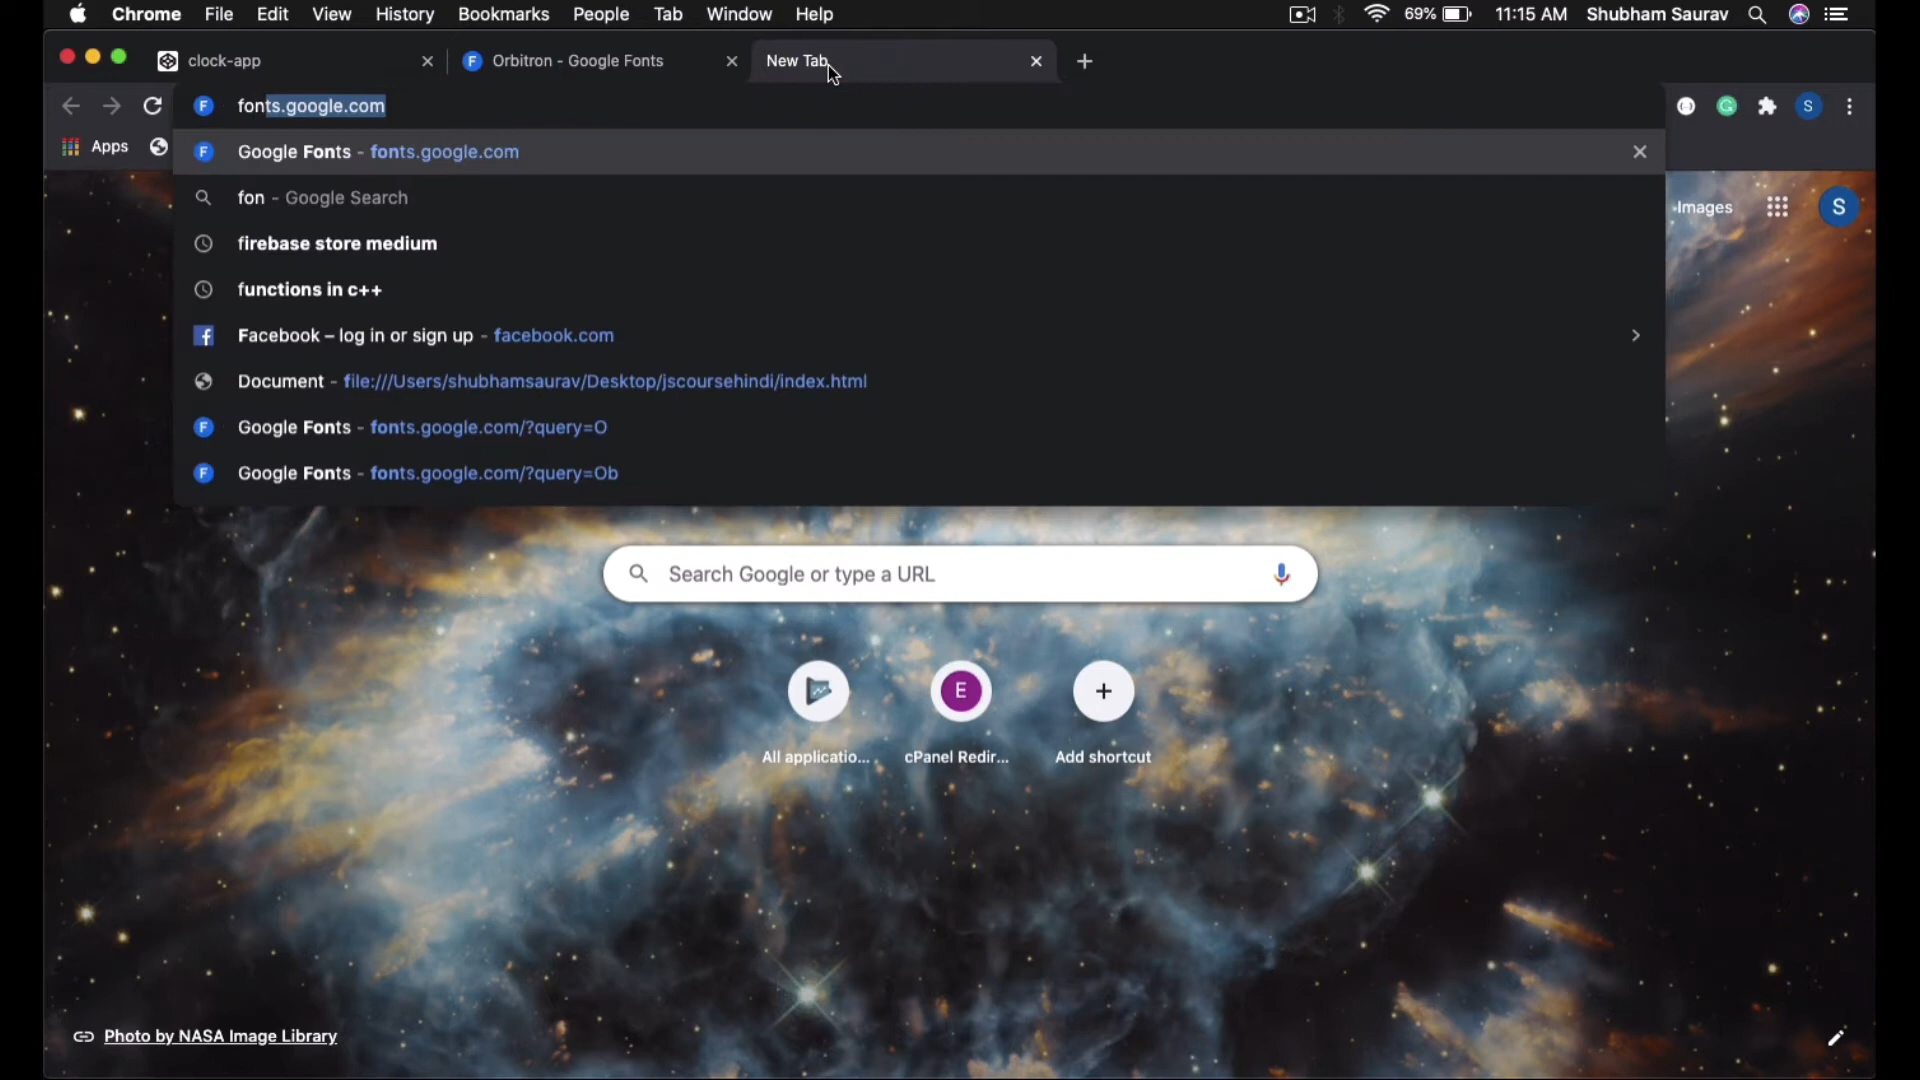 Chrome File Edit View History Bookmarks People Tab Window Help 69% 11:15 AM Shubham Saurav
clock-app F Orbitron - Google Fonts New Tab
F fonts.google.com S
Apps
F Google Fonts - fonts.google.com
fon - Google Search
Images S
firebase store medium
functions in c++
Facebook – log in or sign up - facebook.com
Document - file:///Users/shubhamsaurav/Desktop/jscoursehindi/index.html
F Google Fonts - fonts.google.com/?query=O
F Google Fonts - fonts.google.com/?query=Ob
Search Google or type a URL
E
All applicatio... cPanel Redir... Add shortcut
Photo by NASA Image Library